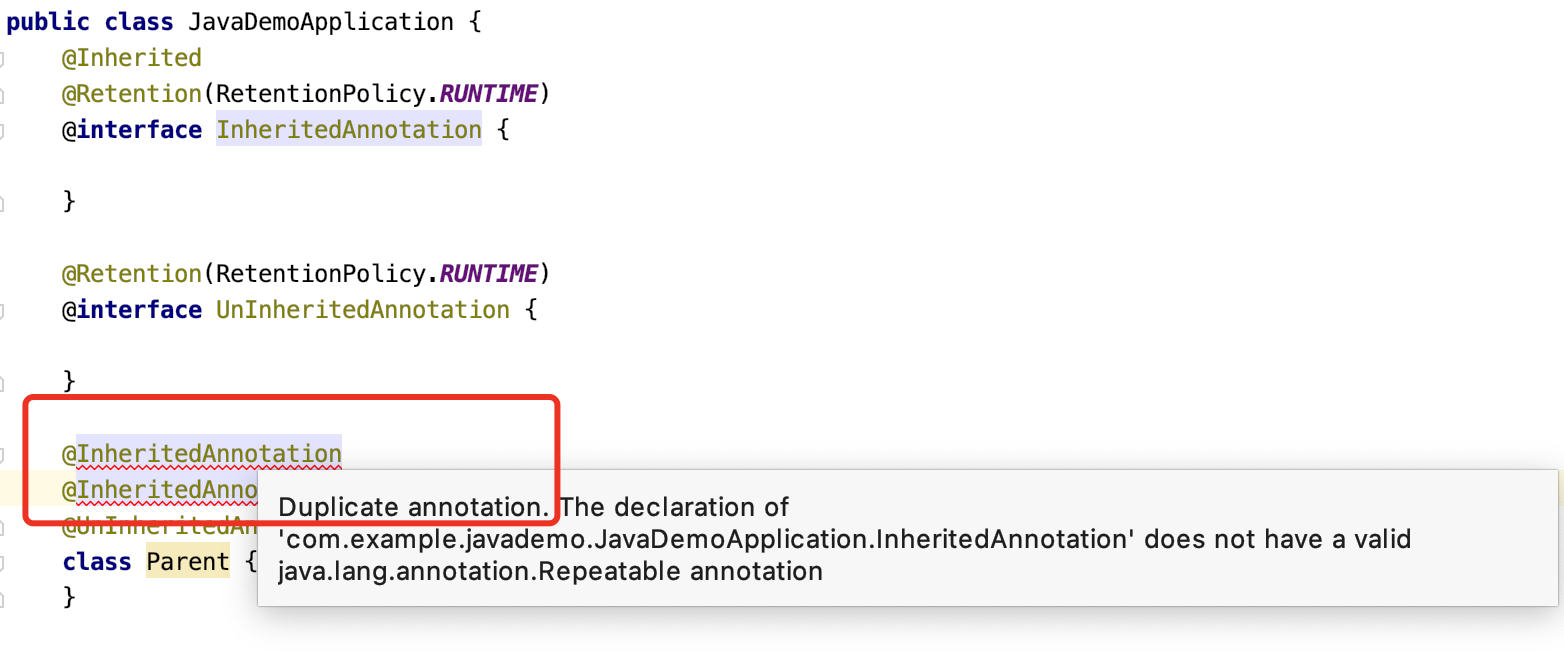 public class JavaDemoApplication {
@Inherited
@Retention(RetentionPolicy.RUNTIME)
@interface InheritedAnnotation {
}
@Retention(RetentionPolicy.RUNTIME)
@interface UnInheritedAnnotation {
}
@InheritedAnnotation
@InheritedAnno
@UnInheritedAn
class Parent {
}
Duplicate annotation. The declaration of
'com.example.javademo.JavaDemoApplication.InheritedAnnotation' does not have a valid
java.lang.annotation.Repeatable annotation